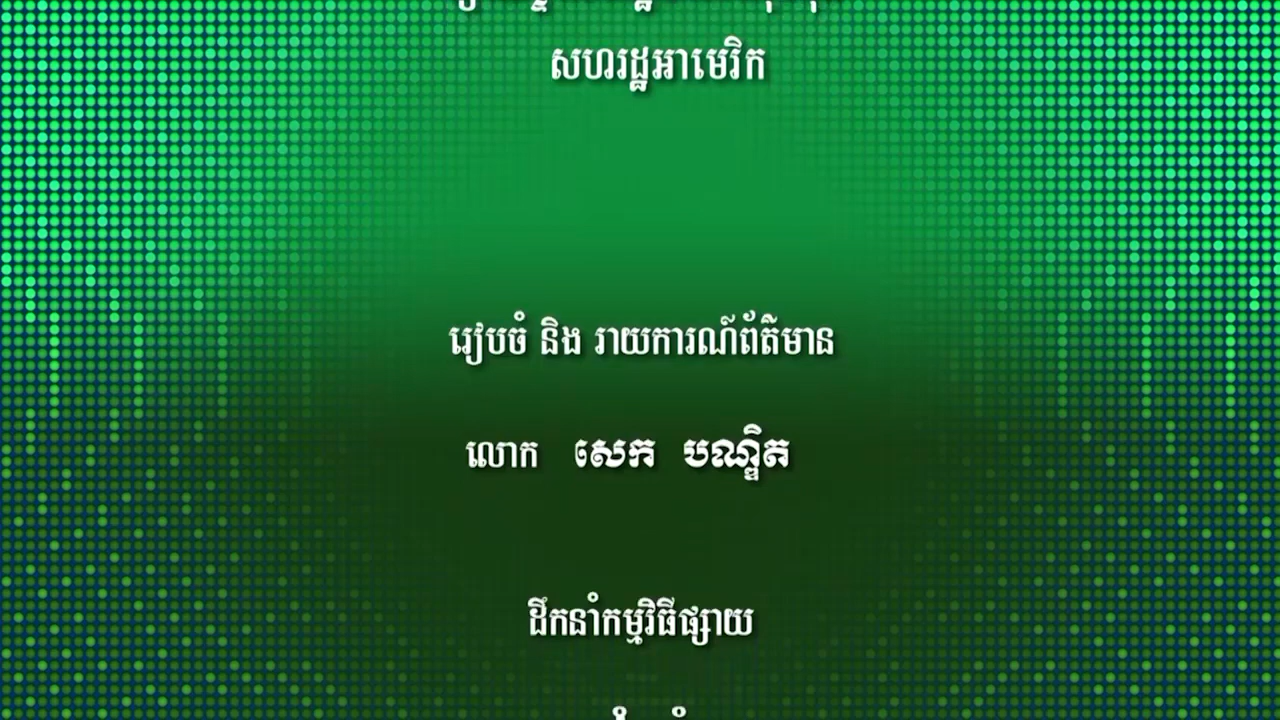 សហរដ្ឋអាមេរិក
រៀបចំ និង រាយការណ៍ព័ត៌មាន
លោក សេក បណ្ឌិត
ដឹកនាំកម្មវិធីផ្សាយ